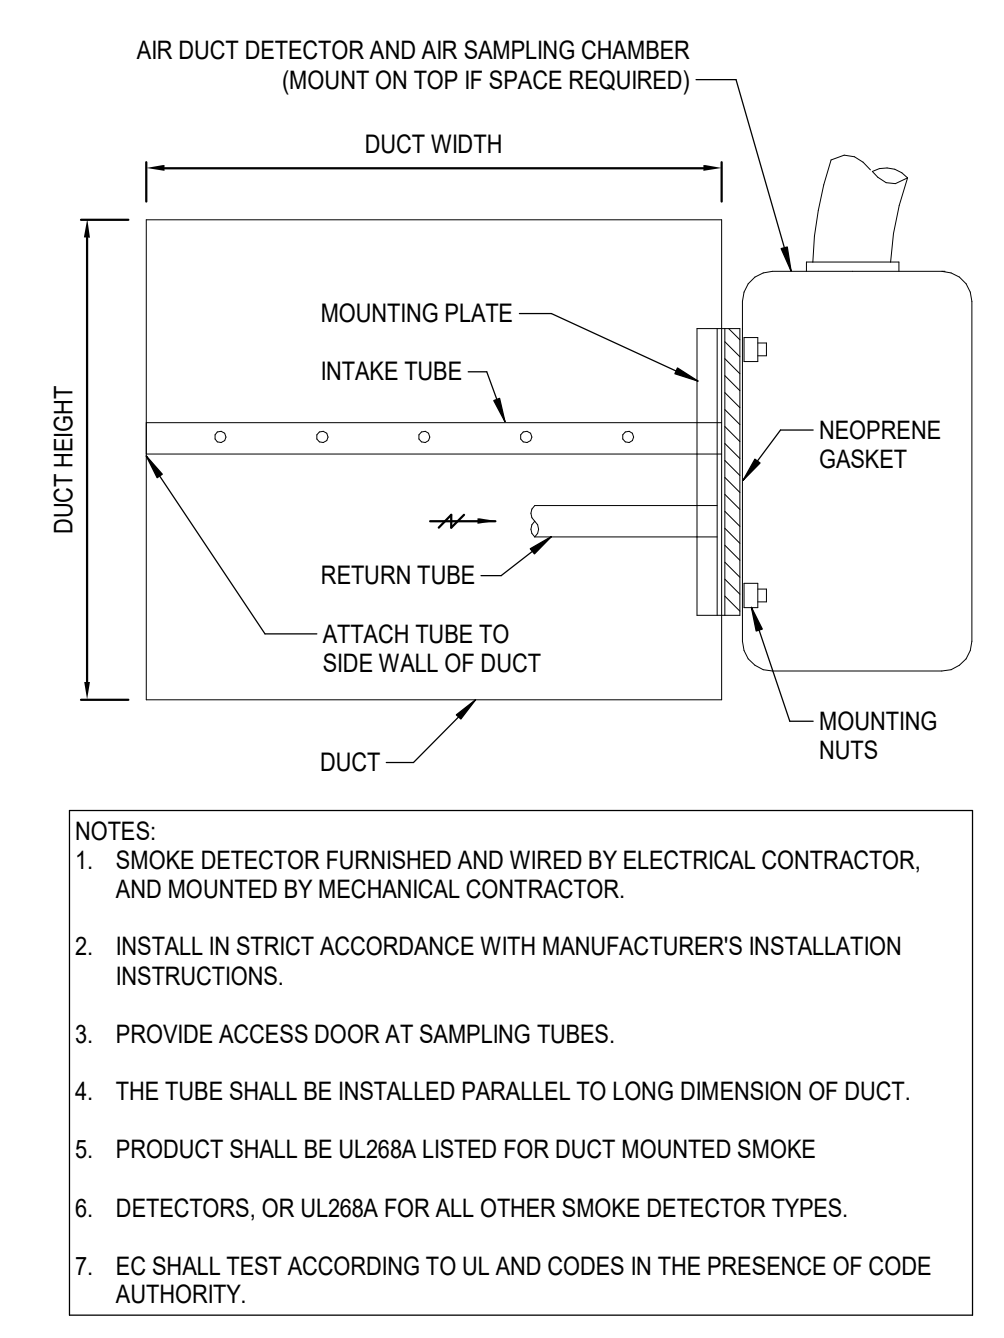 AIR DUCT DETECTOR AND AIR SAMPLING CHAMBER
(MOUNT ON TOP IF SPACE REQUIRED)
DUCT WIDTH
MOUNTING PLATE
INTAKE TUBE
DUCT HEIGHT
NEOPRENE
GASKET
RETURN TUBE
ATTACH TUBE TO
SIDE WALL OF DUCT
MOUNTING
NUTS
DUCT
NOTES:
1. SMOKE DETECTOR FURNISHED AND WIRED BY ELECTRICAL CONTRACTOR,
AND MOUNTED BY MECHANICAL CONTRACTOR.
2. INSTALL IN STRICT ACCORDANCE WITH MANUFACTURER'S INSTALLATION
INSTRUCTIONS.
3. PROVIDE ACCESS DOOR AT SAMPLING TUBES.
4. THE TUBE SHALL BE INSTALLED PARALLEL TO LONG DIMENSION OF DUCT.
5. PRODUCT SHALL BE UL268A LISTED FOR DUCT MOUNTED SMOKE
6. DETECTORS, OR UL268A FOR ALL OTHER SMOKE DETECTOR TYPES.
7. EC SHALL TEST ACCORDING TO UL AND CODES IN THE PRESENCE OF CODE
AUTHORITY.